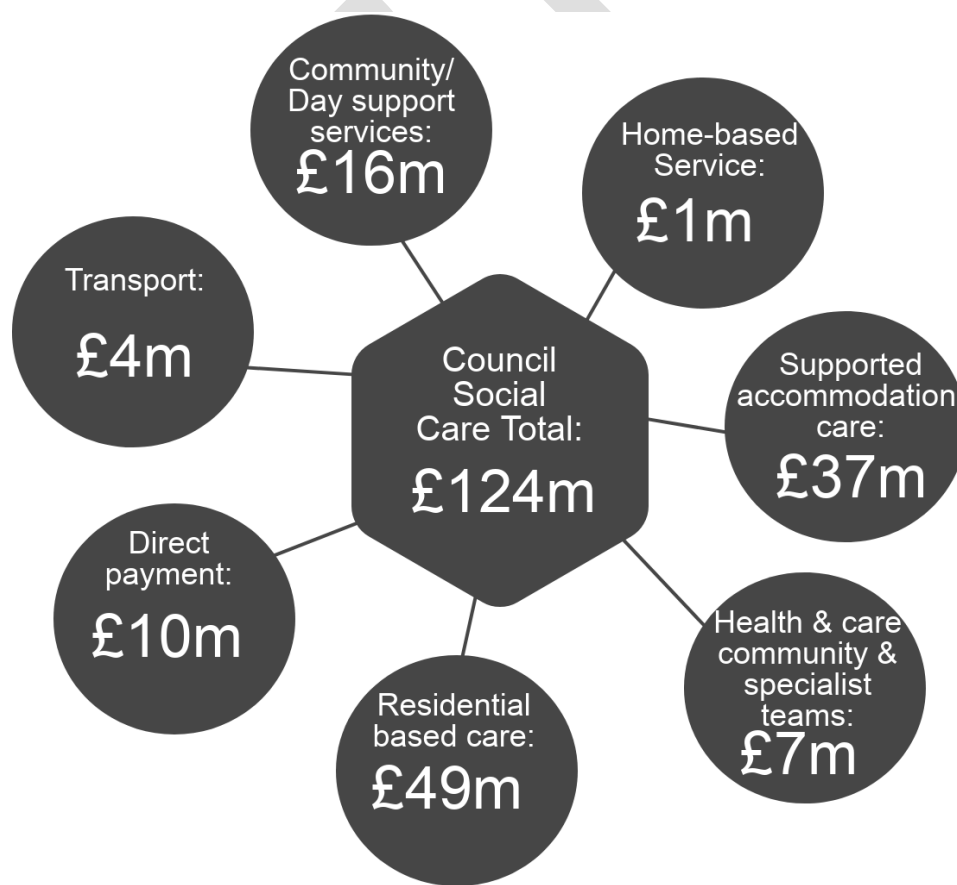 Community/
Day support
services:
£16m
Home-based
Service:
£1m
Transport:
£4m
Council
Social
Care Total:
£124m
Supported
accommodation
care:
£37m
Direct
payment:
£10m
Health & care
community &
specialist
teams:
£7m
Residential
based care:
£49m